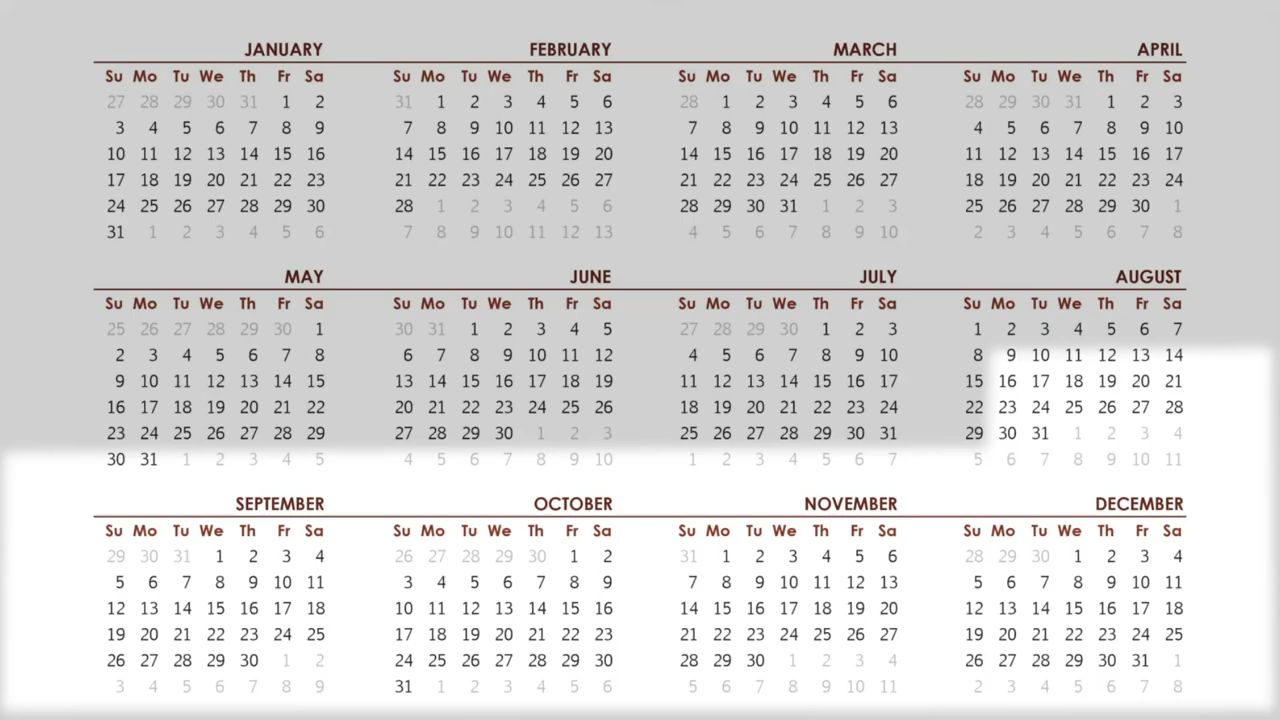 JANUARY FEBRUARY MARCH APRIL
Su Mo Tu We Th Fr Sa Su Mo Tu We Th Fr Sa Su Mo Tu We Th Fr Sa Su Mo Tu We Th Fr Sa
27 28 29 30 31 1 2 31 1 2 3 4 5 6 28 1 2 3 4 5 6 28 29 30 31 1 2 3
3 4 5 6 7 8 9 7 8 9 10 11 12 13 7 8 9 10 11 12 13 4 5 6 7 8 9 10
10 11 12 13 14 15 16 14 15 16 17 18 19 20 14 15 16 17 18 19 20 11 12 13 14 15 16 17
17 18 19 20 21 22 23 21 22 23 24 25 26 27 21 22 23 24 25 26 27 18 19 20 21 22 23 24
24 25 26 27 28 29 30 28 1 2 3 4 5 6 28 29 30 31 1 2 3 25 26 27 28 29 30 1
31 1 2 3 4 5 6 7 8 9 10 11 12 13 4 5 6 7 8 9 10 2 3 4 5 6 7 8
MAY JUNE JULY AUGUST
Su Mo Tu We Th Fr Sa Su Mo Tu We Th Fr Sa Su Mo Tu We Th Fr Sa Su Mo Tu We Th Fr Sa
25 26 27 28 29 30 1 30 31 1 2 3 4 5 27 28 29 30 1 2 3 1 2 3 4 5 6 7
2 3 4 5 6 7 8 6 7 8 9 10 11 12 4 5 6 7 8 9 10 8 9 10 11 12 13 14
9 10 11 12 13 14 15 13 14 15 16 17 18 19 11 12 13 14 15 16 17 15 16 17 18 19 20 21
16 17 18 19 20 21 22 20 21 22 23 24 25 26 18 19 20 21 22 23 24 22 23 24 25 26 27 28
23 24 25 26 27 28 29 27 28 29 30 1 2 3 25 26 27 28 29 30 31 29 30 31 1 2 3 4
30 31 1 2 3 4 5 4 5 6 7 8 9 10 1 2 3 4 5 6 7 5 6 7 8 9 10 11
SEPTEMBER OCTOBER NOVEMBER DECEMBER
Su Mo Tu We Th Fr Sa Su Mo Tu We Th Fr Sa Su Mo Tu We Th Fr Sa Su Mo Tu We Th Fr Sa
29 30 31 1 2 3 4 26 27 28 29 30 1 2 31 1 2 3 4 5 6 28 29 30 1 2 3 4
5 6 7 8 9 10 11 3 4 5 6 7 8 9 7 8 9 10 11 12 13 5 6 7 8 9 10 11
12 13 14 15 16 17 18 10 11 12 13 14 15 16 14 15 16 17 18 19 20 12 13 14 15 16 17 18
19 20 21 22 23 24 25 17 18 19 20 21 22 23 21 22 23 24 25 26 27 19 20 21 22 23 24 25
26 27 28 29 30 1 2 24 25 26 27 28 29 30 28 29 30 1 2 3 4 26 27 28 29 30 31 1
3 4 5 6 7 8 9 31 1 2 3 4 5 6 5 6 7 8 9 10 11 2 3 4 5 6 7 8